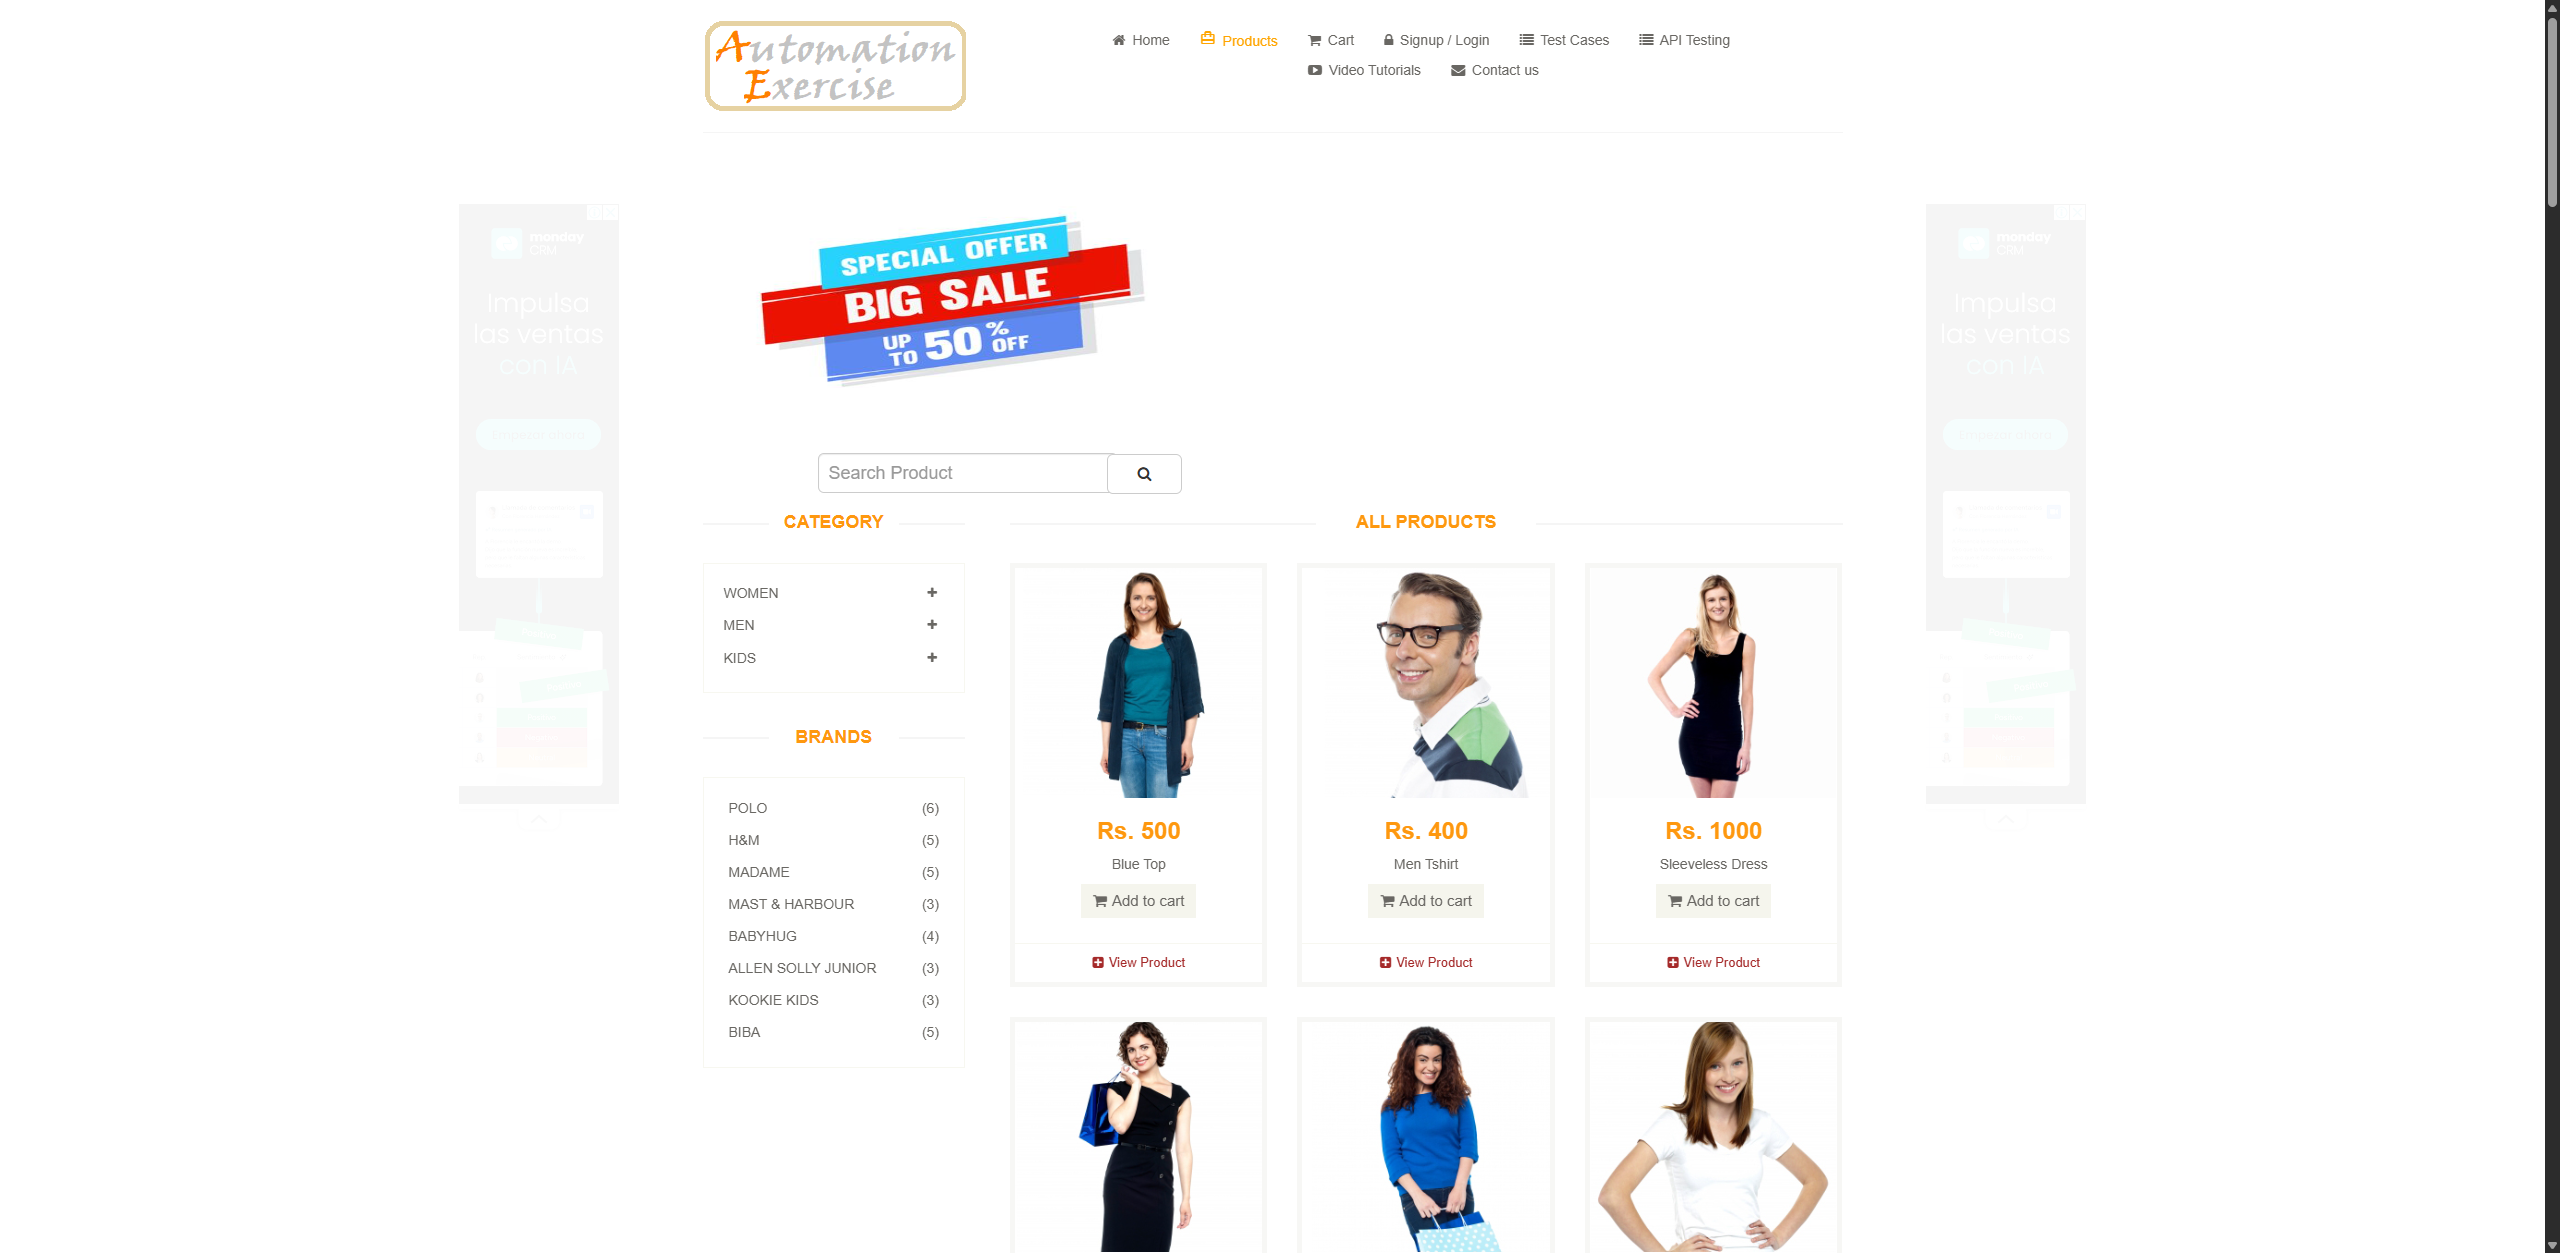 Automation
Exercise
Home
Products
Cart
Signup / Login
Test Cases
API Testing
Video Tutorials
Contact us
monday
CRM
Impulsa
las ventas
con IA
Empezar ahora
SPECIAL OFFER
BIG SALE
UP TO 50% OFF
monday
CRM
Impulsa
las ventas
con IA
Empezar ahora
Search Product
CATEGORY
WOMEN
MEN
KIDS
BRANDS
POLO (6)
H&M (5)
MADAME (5)
MAST & HARBOUR (3)
BABYHUG (4)
ALLEN SOLLY JUNIOR (3)
KOOKIE KIDS (3)
BIBA (5)
ALL PRODUCTS
Rs. 500
Blue Top
Add to cart
View Product
Rs. 400
Men Tshirt
Add to cart
View Product
Rs. 1000
Sleeveless Dress
Add to cart
View Product